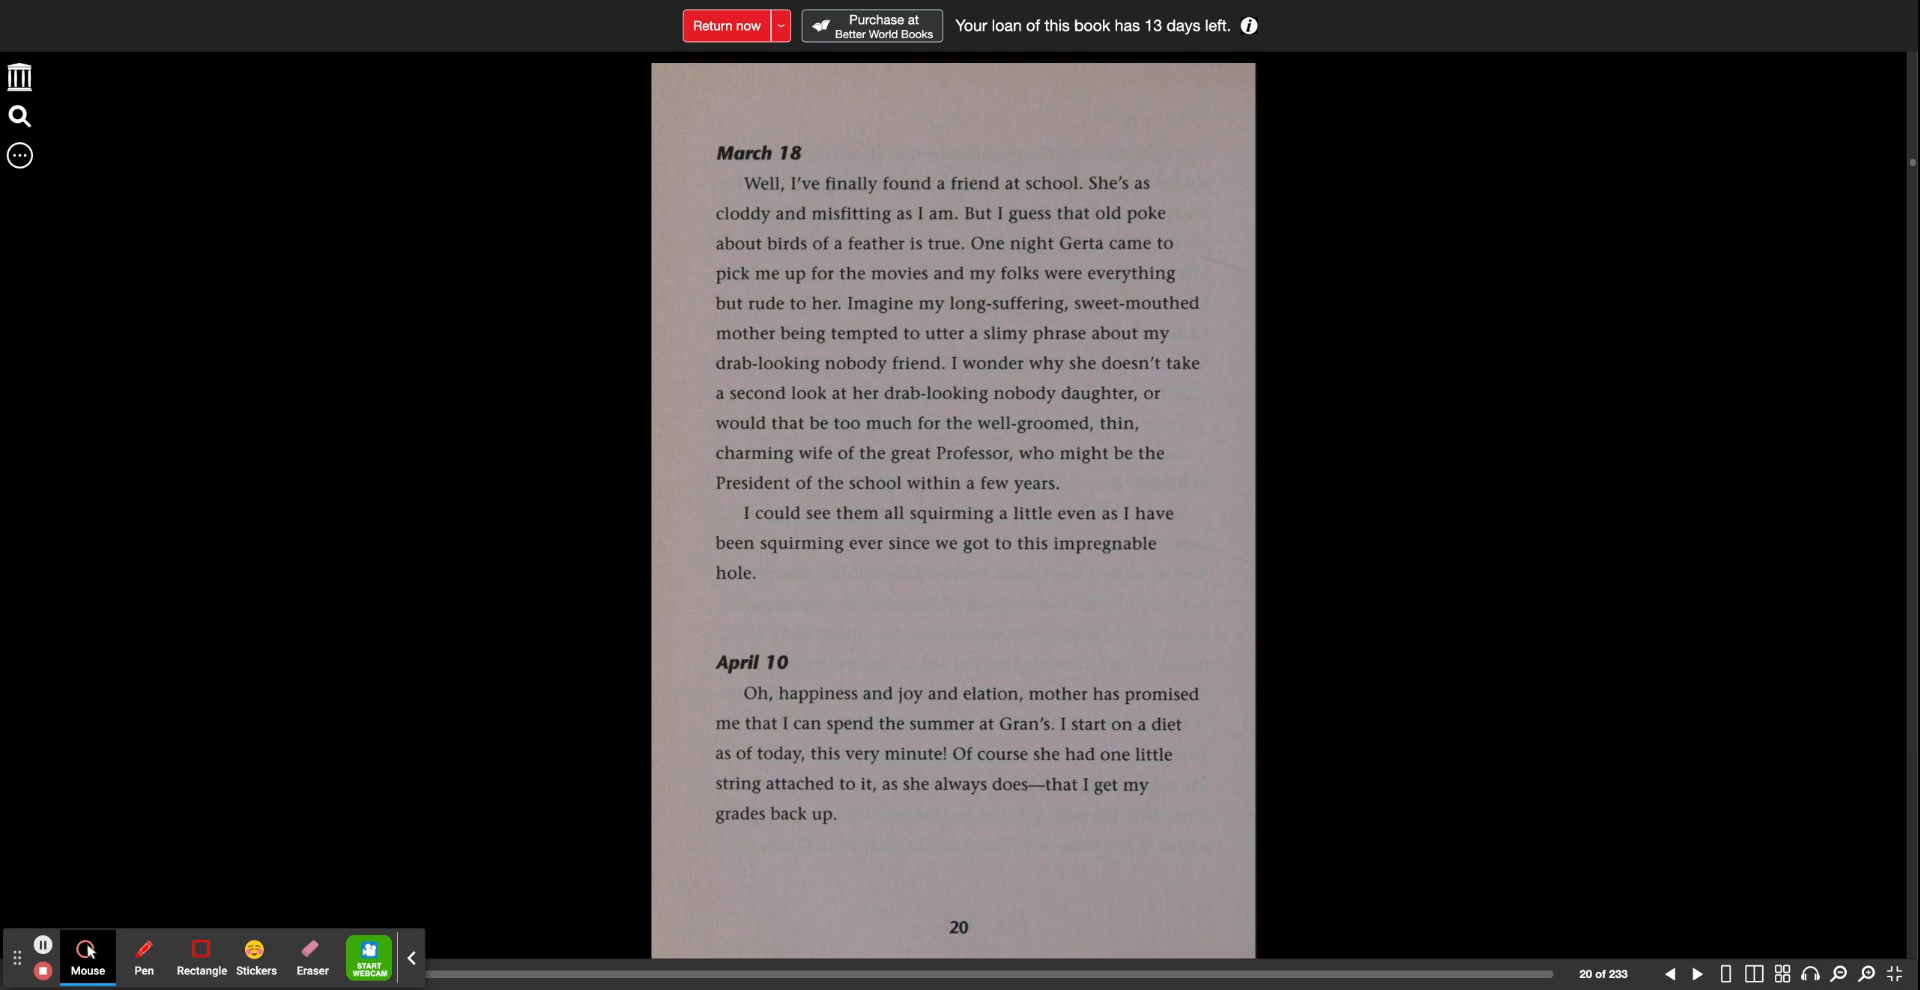 Return now
Purchase at
Better World Books
Your loan of this book has 13 days left.
March 18
Well, I've finally found a friend at school. She's as
cloddy and misfitting as I am. But I guess that old poke
about birds of a feather is true. One night Gerta came to
pick me up for the movies and my folks were everything
but rude to her. Imagine my long-suffering, sweet-mouthed
mother being tempted to utter a slimy phrase about my
drab-looking nobody friend. I wonder why she doesn't take
a second look at her drab-looking nobody daughter, or
would that be too much for the well-groomed, thin,
charming wife of the great Professor, who might be the
President of the school within a few years.
I could see them all squirming a little even as I have
been squirming ever since we got to this impregnable
hole.
April 10
Oh, happiness and joy and elation, mother has promised
me that I can spend the summer at Gran's. I start on a diet
as of today, this very minute! Of course she had one little
string attached to it, as she always does—that I get my
grades back up.
20
Mouse
Pen
Rectangle
Stickers
Eraser
START
WEBCAM
20 of 233